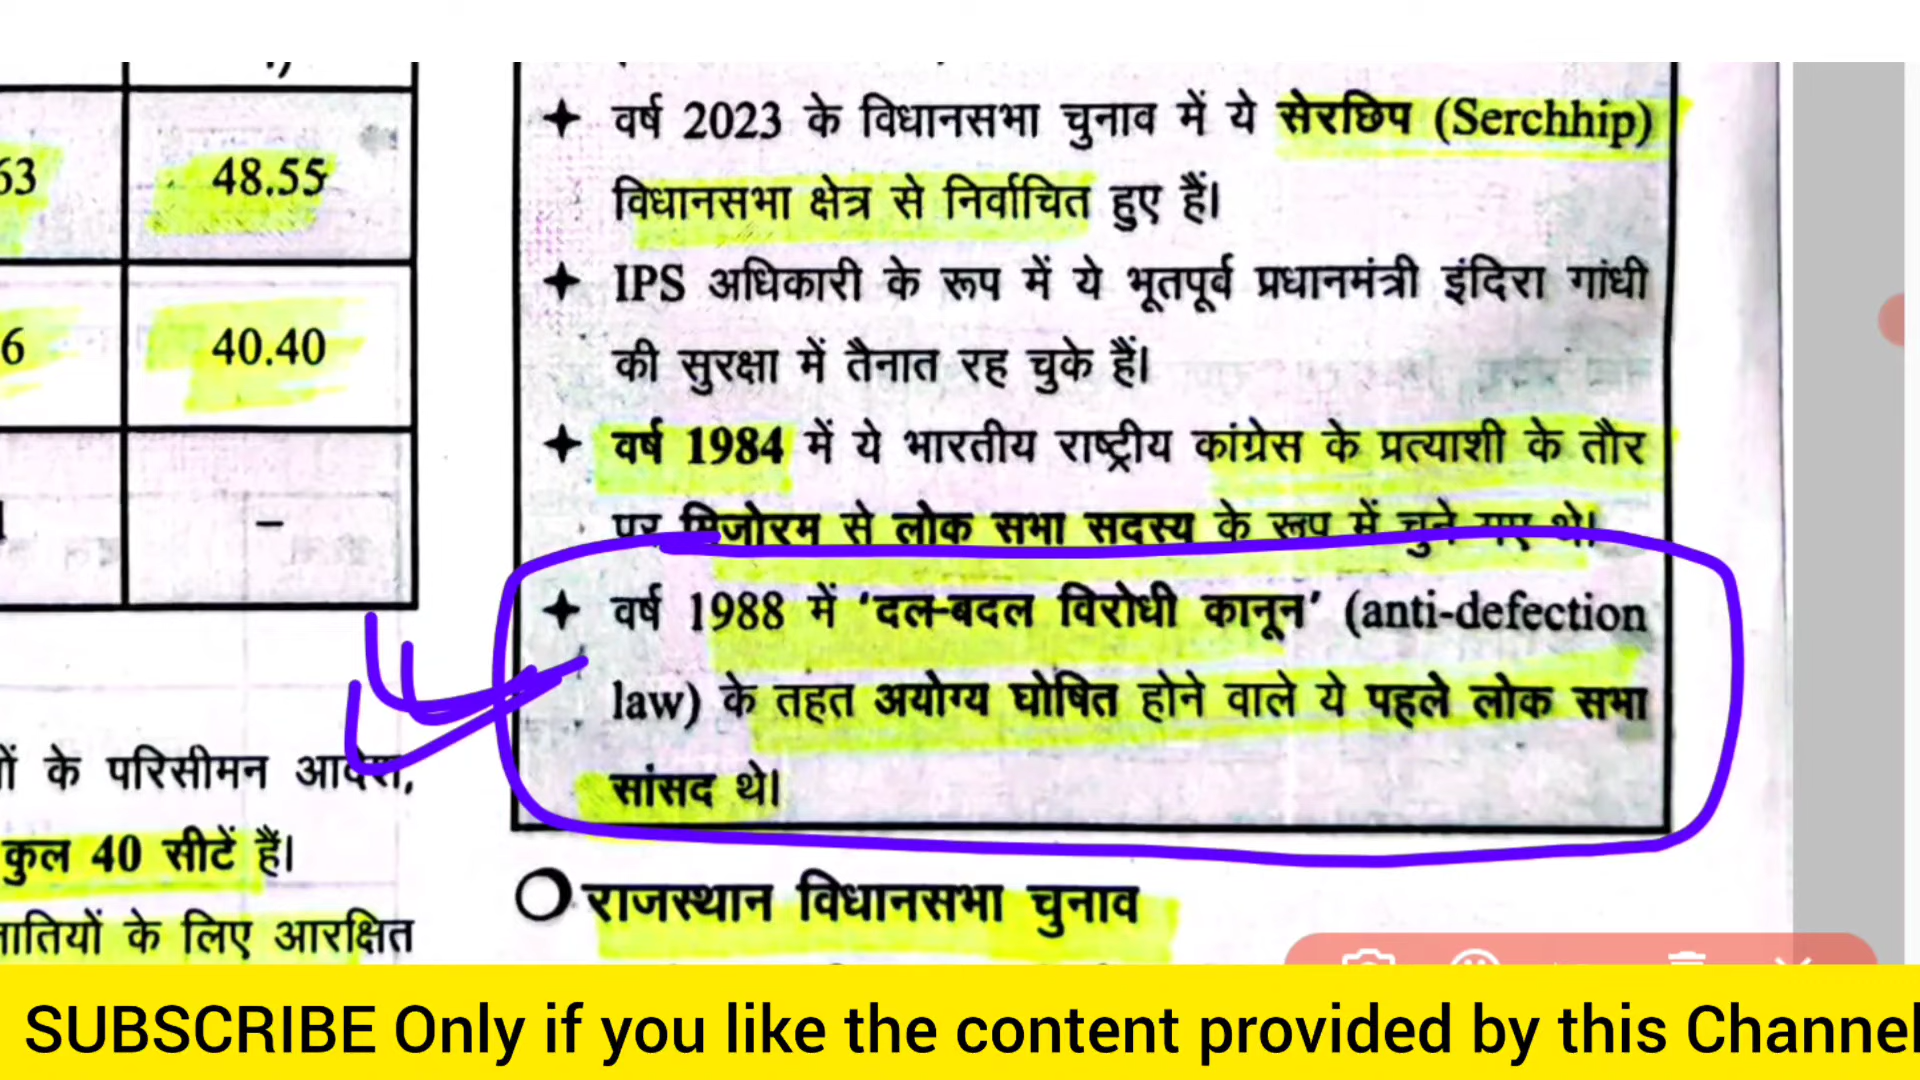 63
48.55
6
40.40
–
के परिसीमन आदेश,
कुल 40 सीटें हैं।
के लिए आरक्षित
✦ वर्ष 2023 के विधानसभा चुनाव में ये सेरछिप (Serchhip)
विधानसभा क्षेत्र से निर्वाचित हुए हैं।
✦ IPS अधिकारी के रूप में ये भूतपूर्व प्रधानमंत्री इंदिरा गांधी
की सुरक्षा में तैनात रह चुके हैं।
✦ वर्ष 1984 में ये भारतीय राष्ट्रीय कांग्रेस के प्रत्याशी के तौर
पर मिजोरम से लोक सभा सदस्य के रूप में चुने गए थे।
✦ वर्ष 1988 में ‘दल-बदल विरोधी कानून’ (anti-defection
law) के तहत अयोग्य घोषित होने वाले ये पहले लोक सभा
सांसद थे।
राजस्थान विधानसभा चुनाव
SUBSCRIBE Only if you like the content provided by this Channel